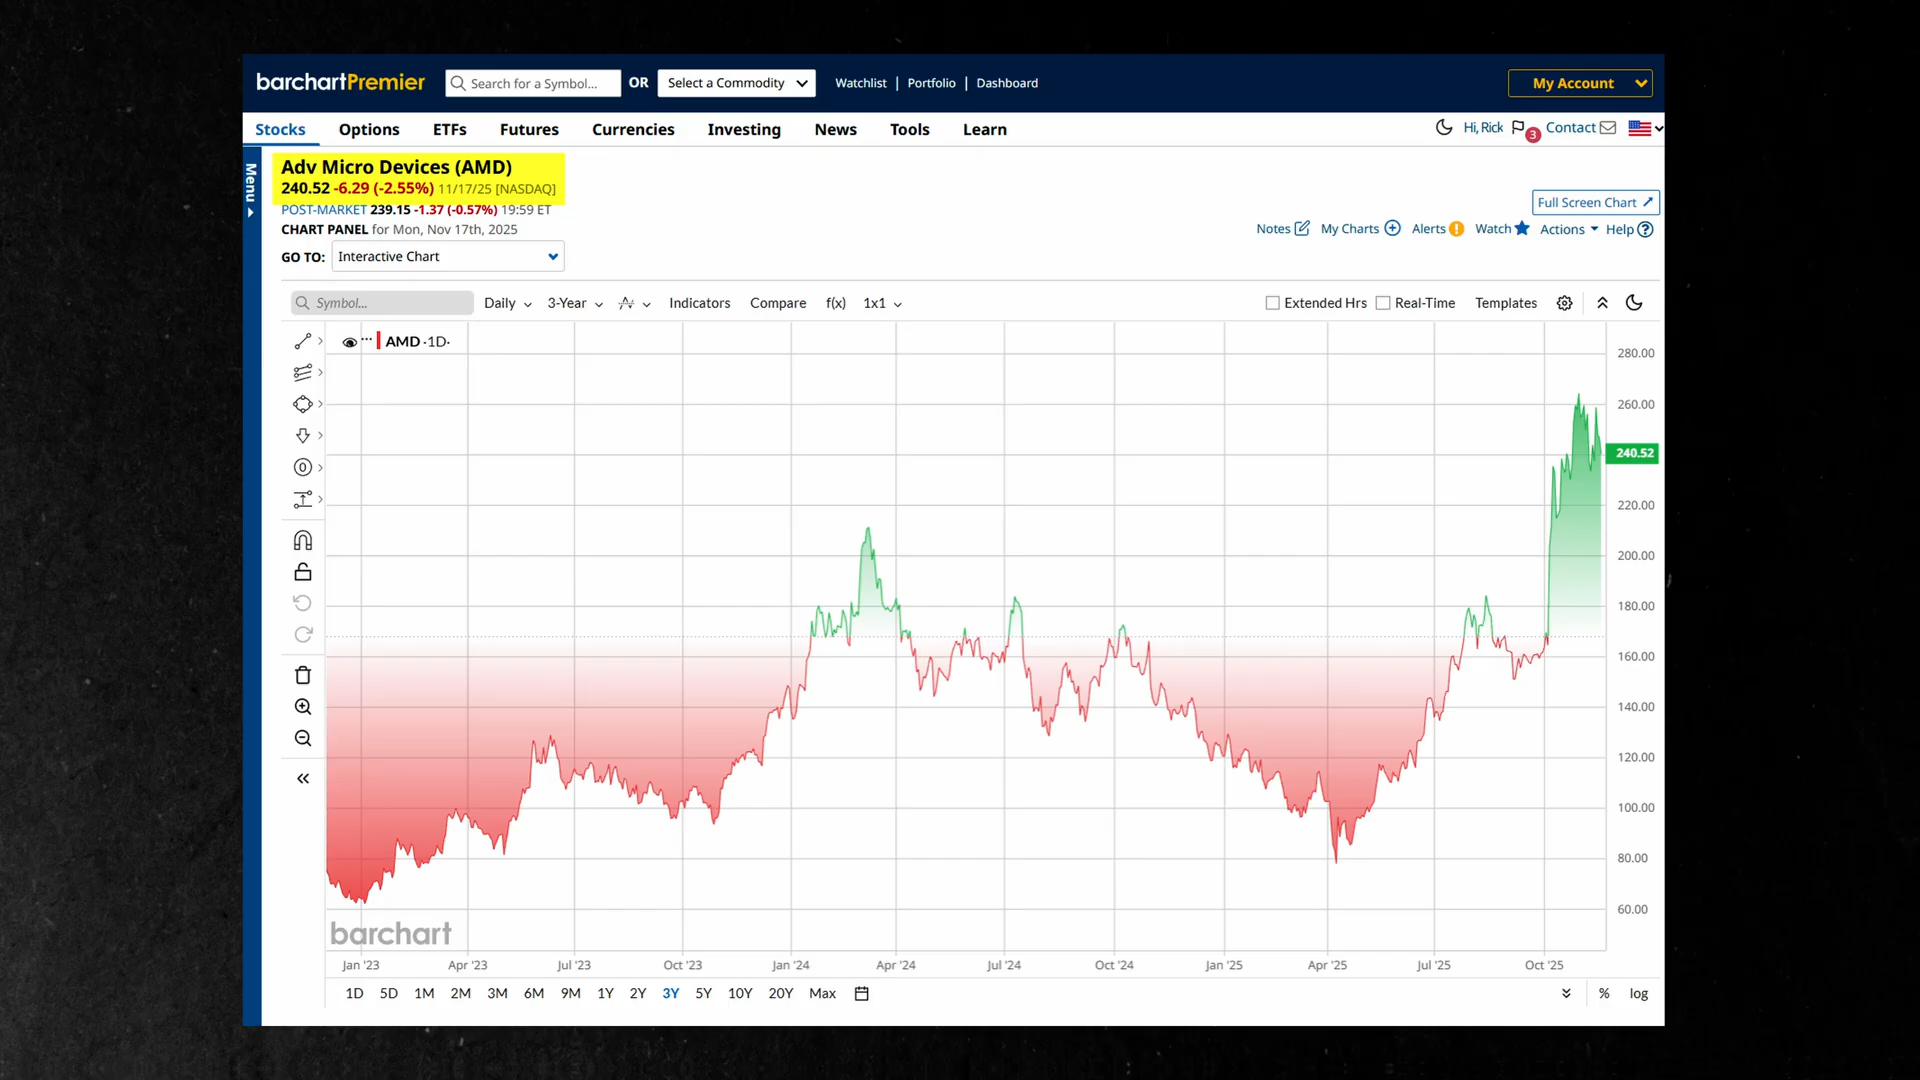 barchartPremier
Search for a Symbol... OR Select a Commodity Watchlist | Portfolio | Dashboard My Account
Stocks Options ETFs Futures Currencies Investing News Tools Learn Hi, Rick 3 Contact
Menu
Adv Micro Devices (AMD)
240.52 -6.29 (-2.55%) 11/17/25 [NASDAQ]
POST-MARKET 239.15 -1.37 (-0.57%) 19:59 ET
Full Screen Chart
CHART PANEL for Mon, Nov 17th, 2025
Notes My Charts Alerts Watch Actions Help
GO TO: Interactive Chart
Symbol... Daily 3-Year Indicators Compare f(x) 1x1 Extended Hrs Real-Time Templates
AMD ·1D·
280.00
260.00
240.52
220.00
200.00
180.00
160.00
140.00
120.00
100.00
80.00
60.00
barchart
Jan '23 Apr '23 Jul '23 Oct '23 Jan '24 Apr '24 Jul '24 Oct '24 Jan '25 Apr '25 Jul '25 Oct '25
1D 5D 1M 2M 3M 6M 9M 1Y 2Y 3Y 5Y 10Y 20Y Max % log